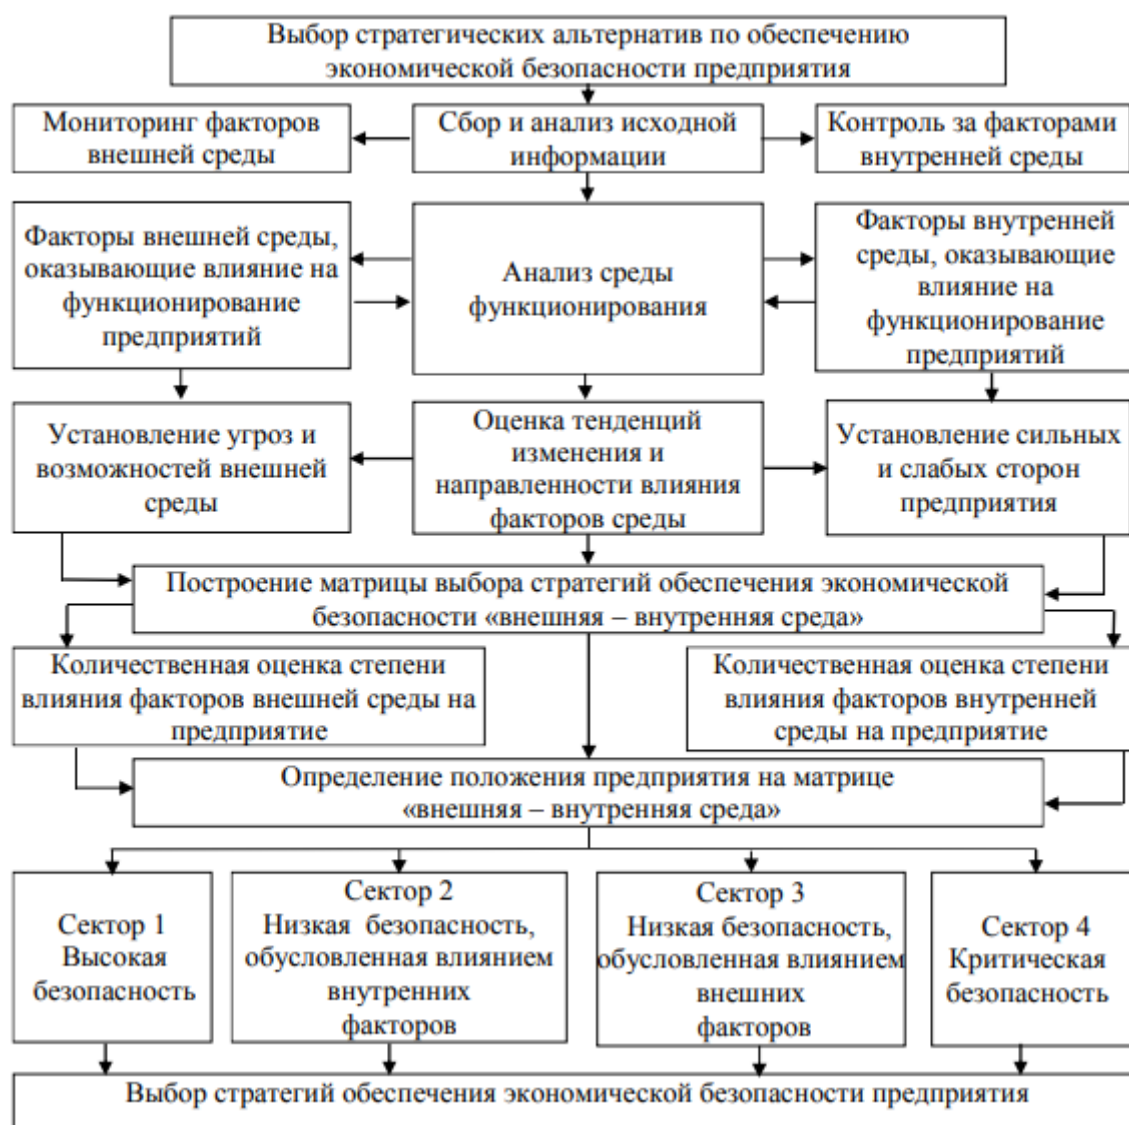 Выбор стратегических альтернатив по обеспечению
экономической безопасности предприятия
Мониторинг факторов
внешней среды
Сбор и анализ исходной
информации
Контроль за факторами
внутренней среды
Факторы внешней среды,
оказывающие влияние на
функционирование
предприятий
Анализ среды
функционирования
Факторы внутренней
среды, оказывающие
влияние на
функционирование
предприятий
Установление угроз и
возможностей внешней
среды
Оценка тенденций
изменения и
направленности влияния
факторов среды
Установление сильных
и слабых сторон
предприятия
Построение матрицы выбора стратегий обеспечения экономической
безопасности «внешняя – внутренняя среда»
Количественная оценка степени
влияния факторов внешней среды на
предприятие
Количественная оценка степени
влияния факторов внутренней
среды на предприятие
Определение положения предприятия на матрице
«внешняя – внутренняя среда»
Сектор 1
Высокая
безопасность
Сектор 2
Низкая безопасность,
обусловленная влиянием
внутренних
факторов
Сектор 3
Низкая безопасность,
обусловленная влиянием
внешних
факторов
Сектор 4
Критическая
безопасность
Выбор стратегий обеспечения экономической безопасности предприятия